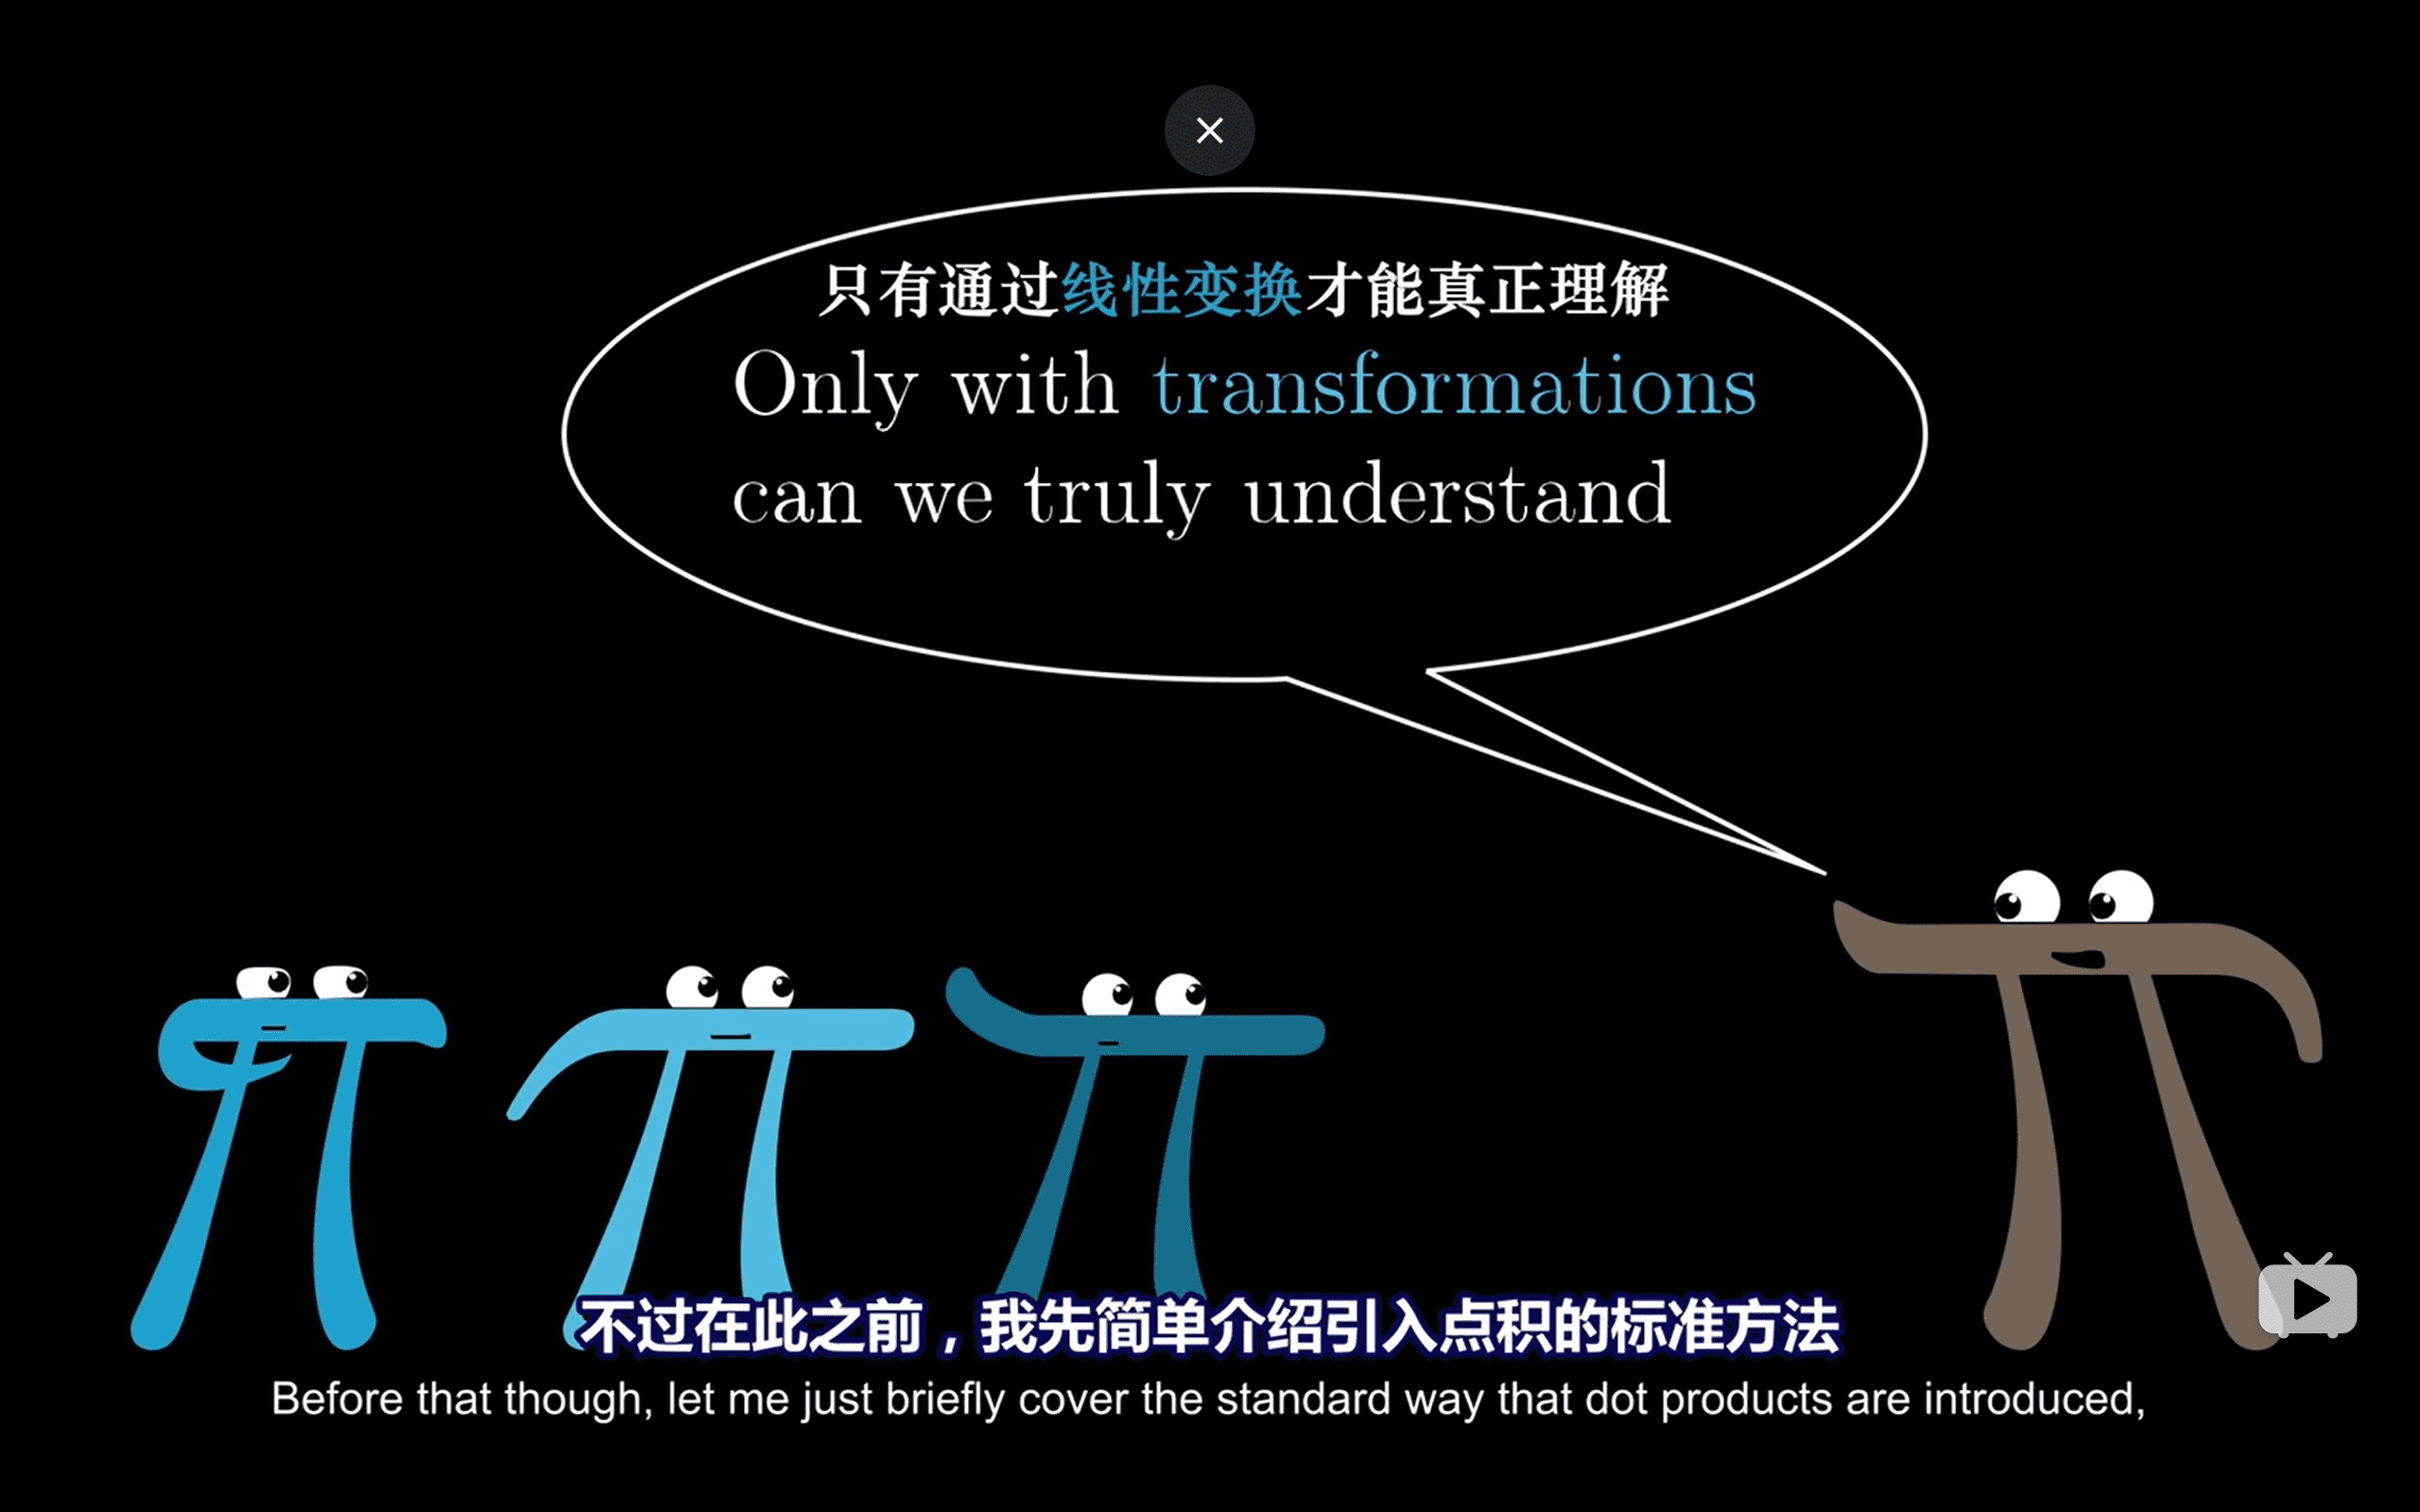 只有通过线性变换才能真正理解
Only with transformations
can we truly understand
不过在此之前，我先简单介绍引入点积的标准方法
Before that though, let me just briefly cover the standard way that dot products are introduced,